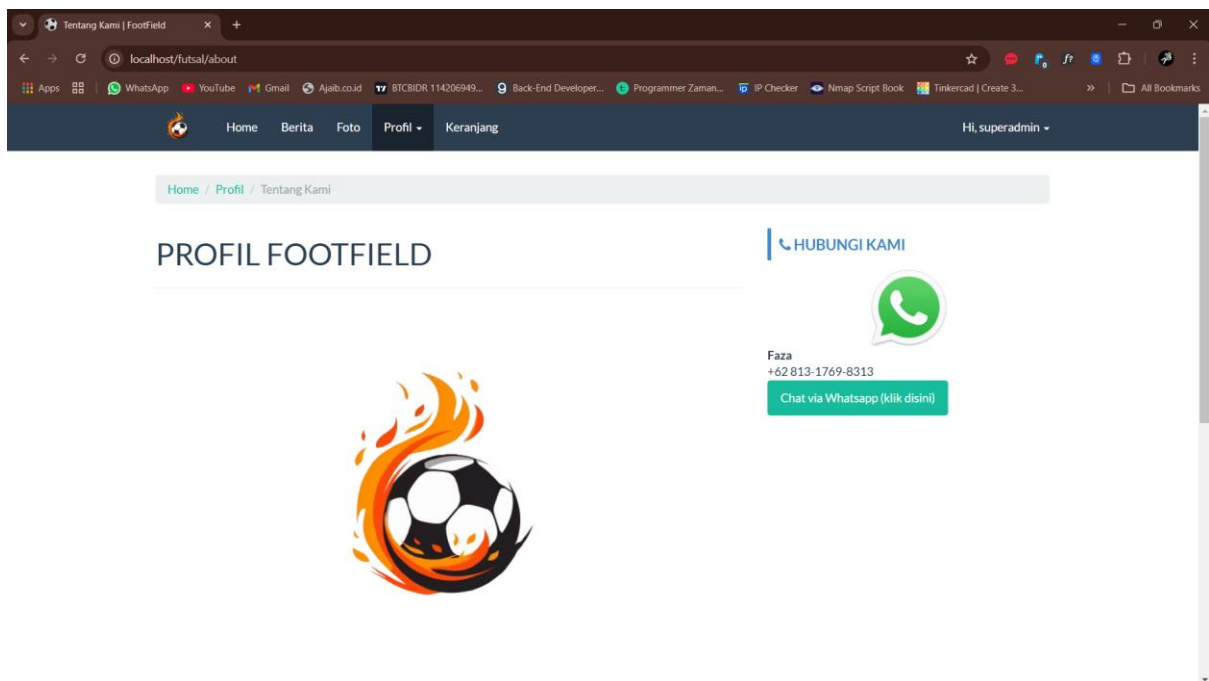 Tentang Kami | FootField
localhost/futsal/about
Apps WhatsApp YouTube Gmail Ajaib.co.id BTCBIDR 114206949... Back-End Developer... Programmer Zaman... IP Checker Nmap Script Book Tinkercad | Create 3... » All Bookmarks
Home Berita Foto Profil Keranjang Hi, superadmin
Home / Profil / Tentang Kami
PROFIL FOOTFIELD
HUBUNGI KAMI
Faza
+62 813-1769-8313
Chat via Whatsapp (klik disini)